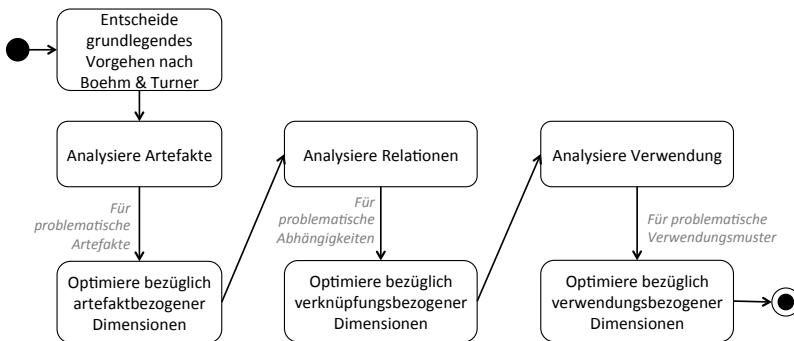 Entscheide
grundlegendes
Vorgehen nach
Boehm & Turner
Analysiere Artefakte
Analysiere Relationen
Analysiere Verwendung
Für
problematische
Artefakte
Für
problematische
Abhängigkeiten
Für problematische
Verwendungsmuster
Optimiere bezüglich
artefaktbezogener
Dimensionen
Optimiere bezüglich
verknüpfungsbezogener
Dimensionen
Optimiere bezüglich
verwendungsbezogener
Dimensionen